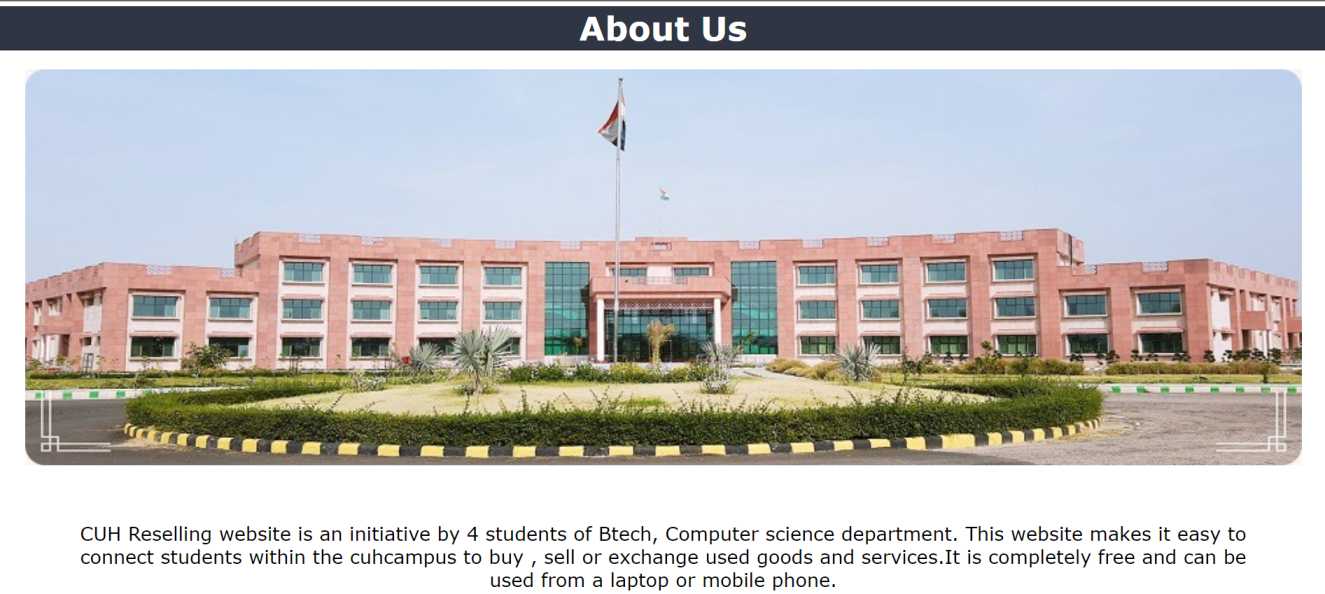 About Us
CUH Reselling website is an initiative by 4 students of Btech, Computer science department. This website makes it easy to
connect students within the cuhcampus to buy , sell or exchange used goods and services.It is completely free and can be
used from a laptop or mobile phone.